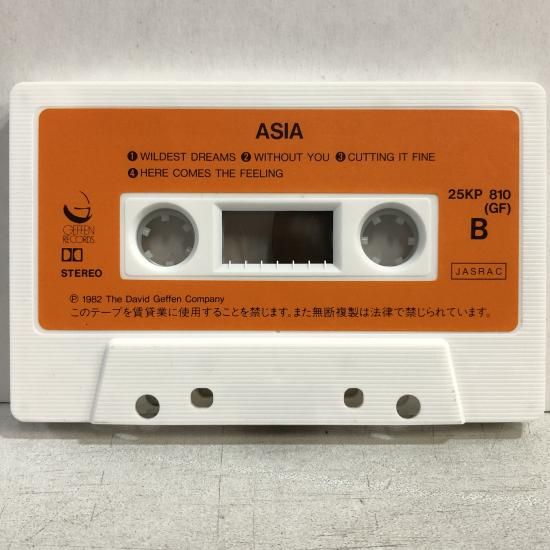 ASIA
❶ WILDEST DREAMS ❷ WITHOUT YOU ❸ CUTTING IT FINE
❹ HERE COMES THE FEELING
25KP 810
(GF)
B
GEFFEN
RECORDS
STEREO
JASRAC
Ⓟ 1982 The David Geffen Company
このテープを賃貸業に使用することを禁じます。また無断複製は法律で禁じられています。